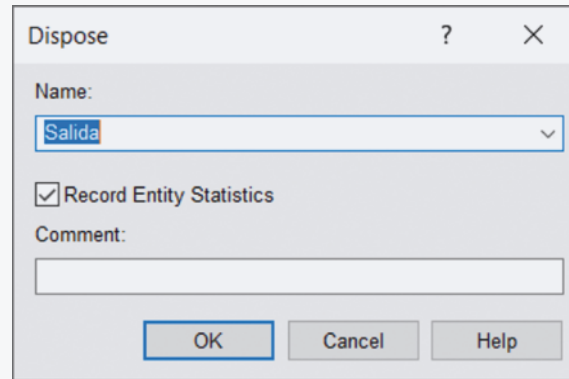 Dispose ?
Name:
Salida
Record Entity Statistics
Comment:
OK Cancel Help